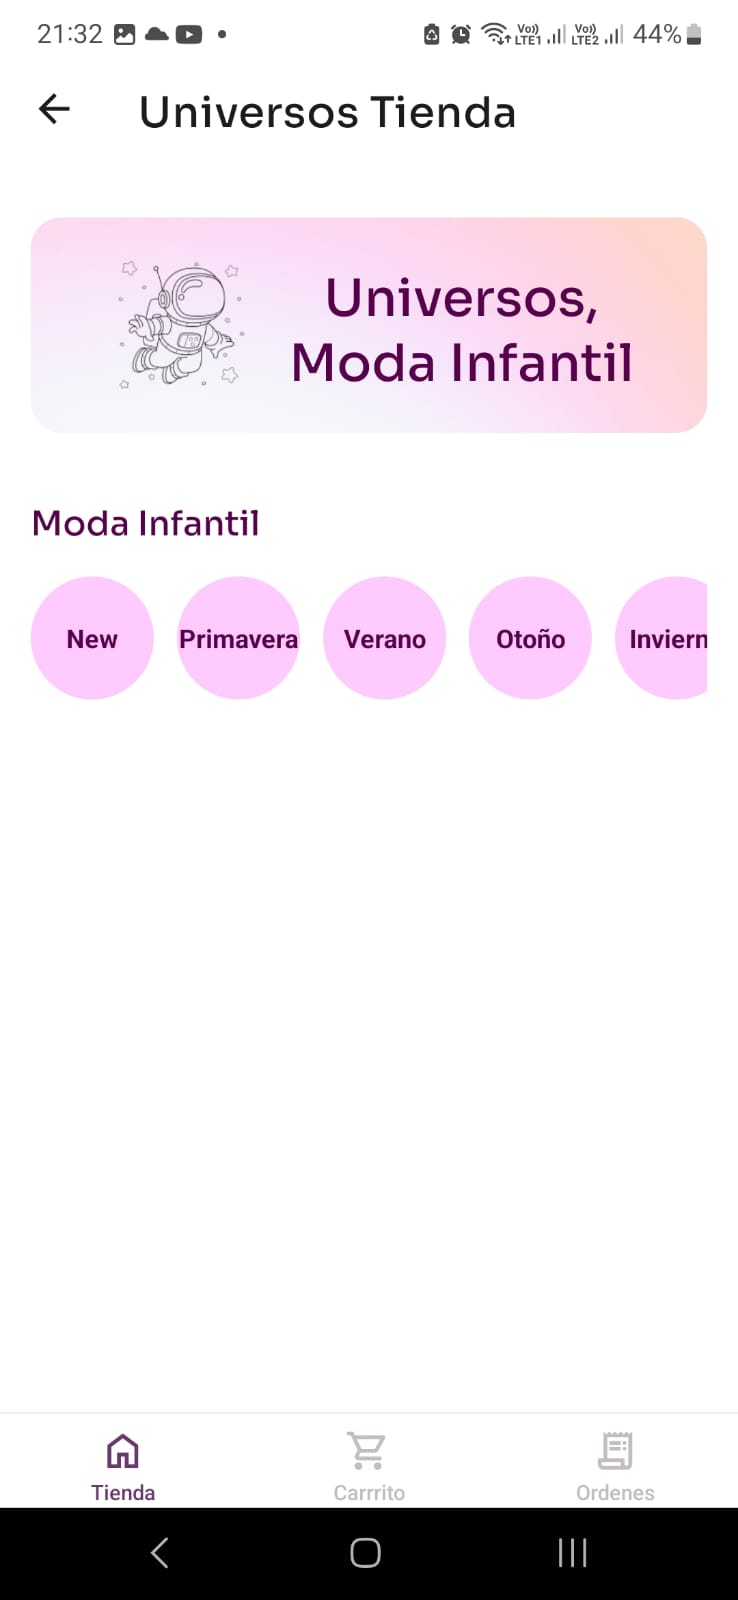 21:32
Vo)) LTE1 Vo)) LTE2 44%
Universos Tienda
Universos,
Moda Infantil
Moda Infantil
New Primavera Verano Otoño Inviern
Tienda Carrrito Ordenes